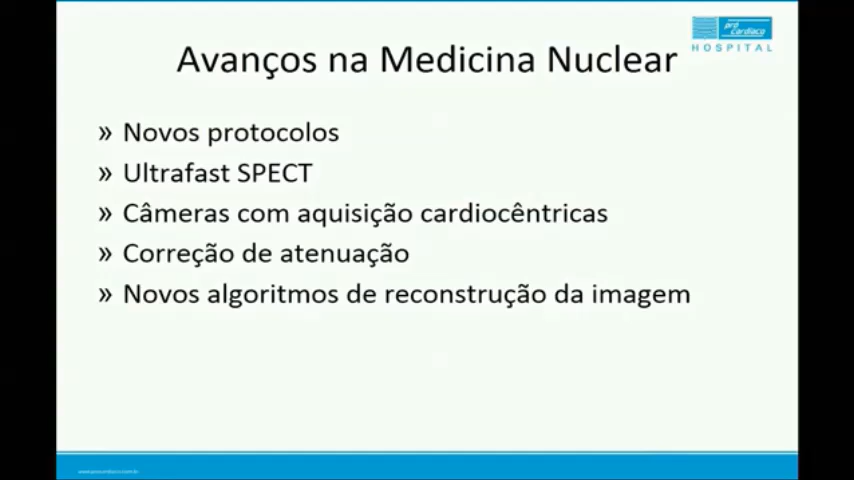 pró
cardíaco
HOSPITAL
Avanços na Medicina Nuclear
» Novos protocolos
» Ultrafast SPECT
» Câmeras com aquisição cardiocêntricas
» Correção de atenuação
» Novos algoritmos de reconstrução da imagem